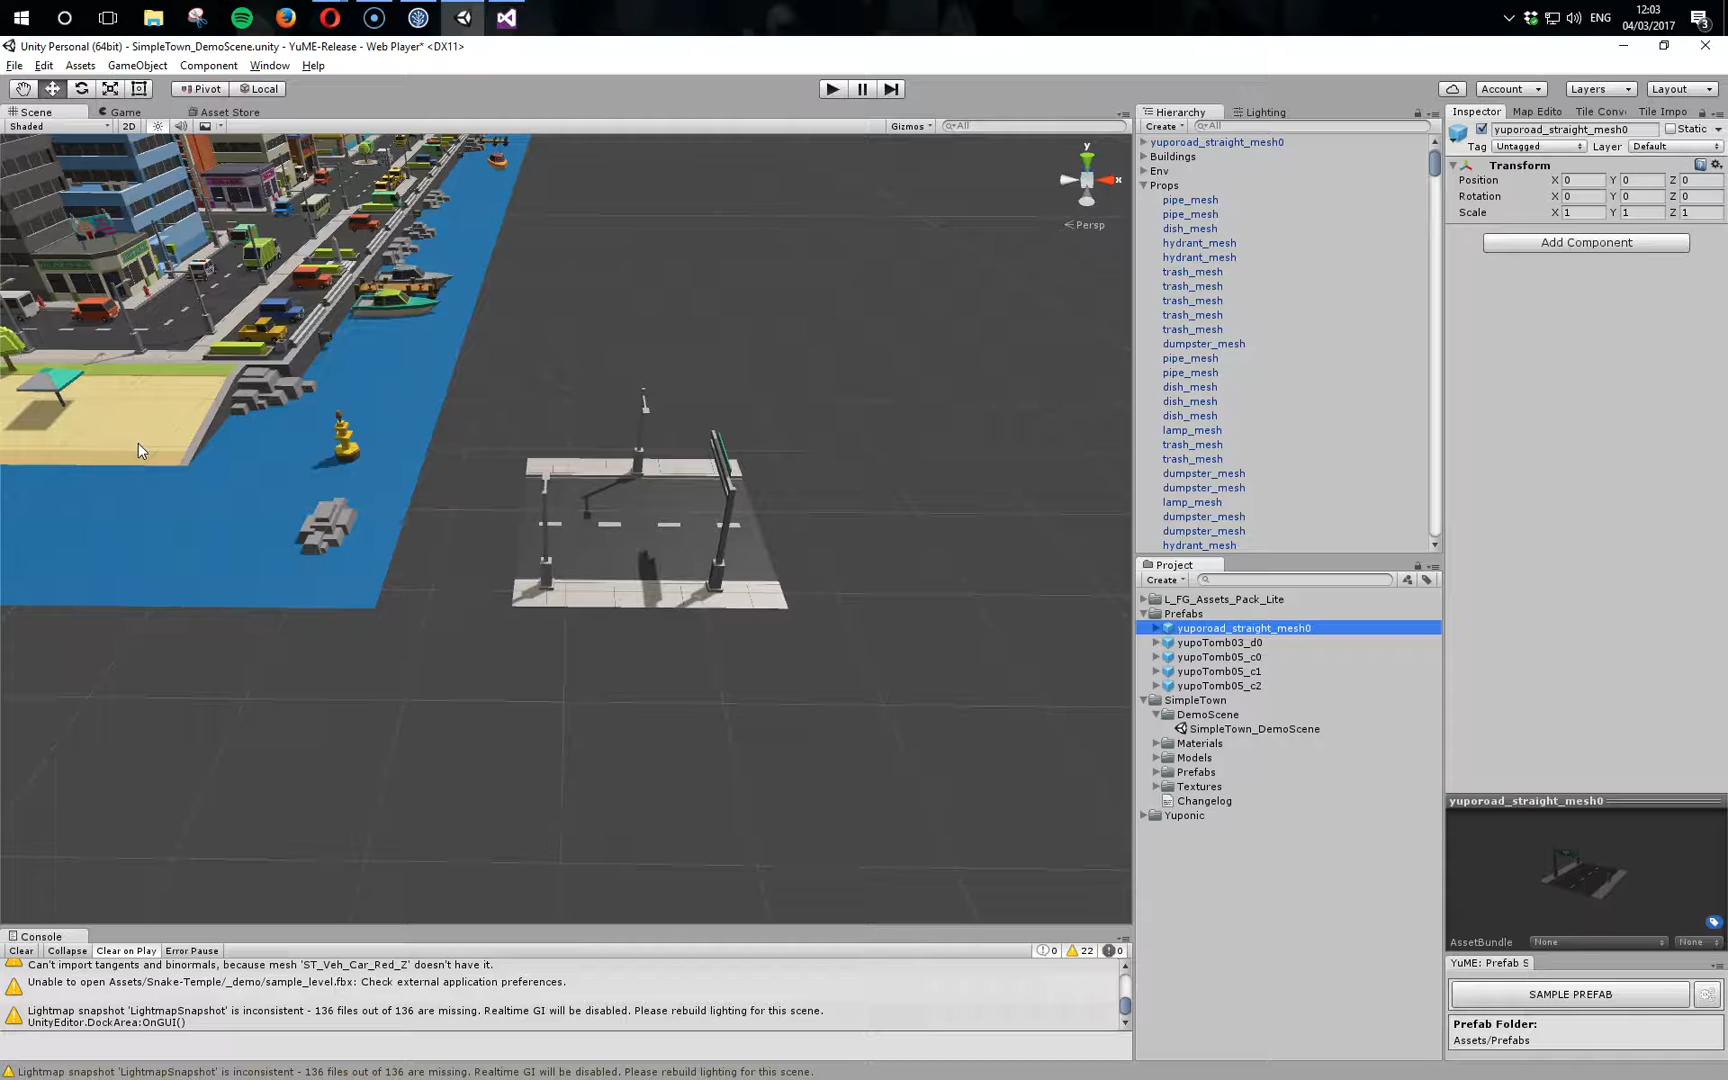 12:03
ENG
04/03/2017
3
Unity Personal (64bit) - SimpleTown_DemoScene.unity - YuME-Release - Web Player* <DX11>
File Edit Assets GameObject Component Window Help
Pivot Local
Account Layers Layout
Scene Game Asset Store
Shaded 2D Gizmos All
y
x
Persp
Hierarchy Lighting
Create All
yuporoad_straight_mesh0
Buildings
Env
Props
pipe_mesh
pipe_mesh
dish_mesh
hydrant_mesh
hydrant_mesh
trash_mesh
trash_mesh
trash_mesh
trash_mesh
trash_mesh
dumpster_mesh
pipe_mesh
pipe_mesh
dish_mesh
dish_mesh
dish_mesh
lamp_mesh
trash_mesh
trash_mesh
dumpster_mesh
dumpster_mesh
lamp_mesh
dumpster_mesh
dumpster_mesh
hydrant_mesh
Project
Create
L_FG_Assets_Pack_Lite
Prefabs
yuporoad_straight_mesh0
yupoTomb03_d0
yupoTomb05_c0
yupoTomb05_c1
yupoTomb05_c2
SimpleTown
DemoScene
SimpleTown_DemoScene
Materials
Models
Prefabs
Textures
Changelog
Yuponic
Inspector Map Edito Tile Conv Tile Impo
yuporoad_straight_mesh0 Static
Tag Untagged Layer Default
Transform
Position X 0 Y 0 Z 0
Rotation X 0 Y 0 Z 0
Scale X 1 Y 1 Z 1
Add Component
yuporoad_straight_mesh0
AssetBundle None None
YuME: Prefab S
SAMPLE PREFAB
Prefab Folder:
Assets/Prefabs
Console
Clear Collapse Clear on Play Error Pause 0 22 0
Can't import tangents and binormals, because mesh 'ST_Veh_Car_Red_Z' doesn't have it.
Unable to open Assets/Snake-Temple/_demo/sample_level.fbx: Check external application preferences.
Lightmap snapshot 'LightmapSnapshot' is inconsistent - 136 files out of 136 are missing. Realtime GI will be disabled. Please rebuild lighting for this scene.
UnityEditor.DockArea:OnGUI()
Lightmap snapshot 'LightmapSnapshot' is inconsistent - 136 files out of 136 are missing. Realtime GI will be disabled. Please rebuild lighting for this scene.